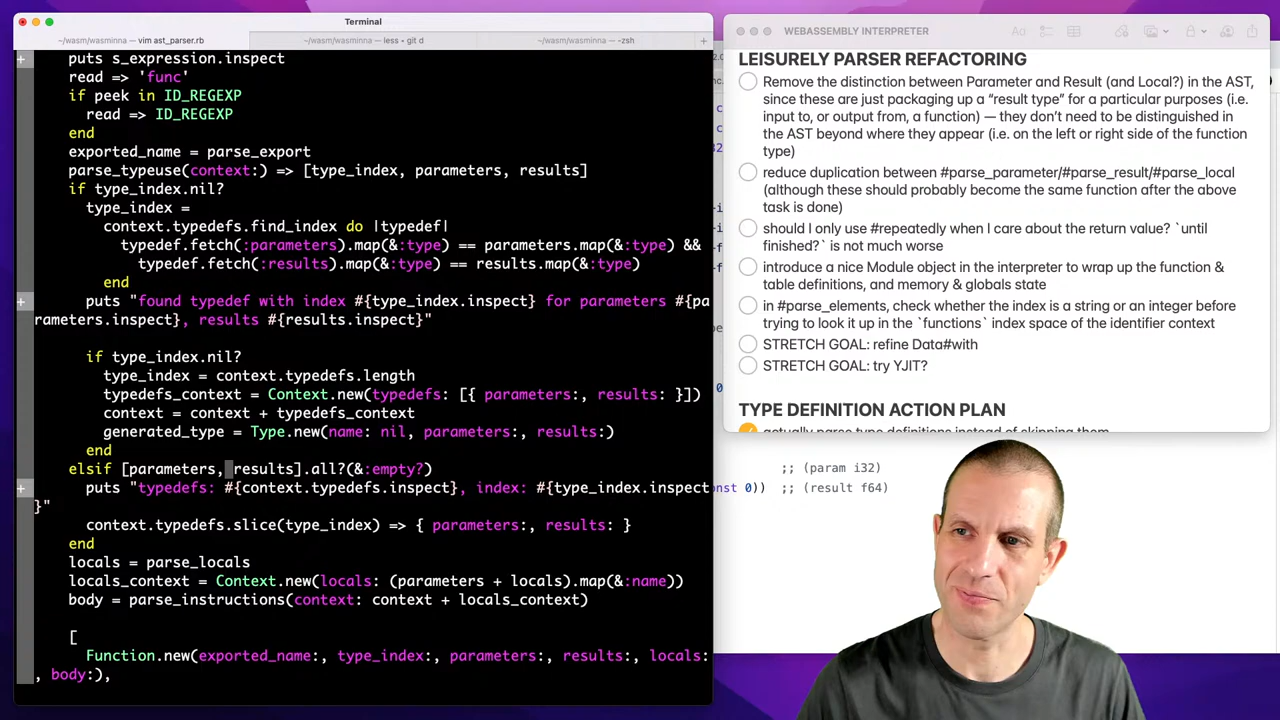 Terminal
~/wasm/wasminna — vim ast_parser.rb
~/wasm/wasminna — less ‹ git d
~/wasm/wasminna — -zsh
+
puts s_expression.inspect
read => 'func'
if peek in ID_REGEXP
read => ID_REGEXP
end
exported_name = parse_export
parse_typeuse(context:) => [type_index, parameters, results]
if type_index.nil?
type_index =
context.typedefs.find_index do |typedef|
typedef.fetch(:parameters).map(&:type) == parameters.map(&:type) &&
typedef.fetch(:results).map(&:type) == results.map(&:type)
end
+ puts "found typedef with index #{type_index.inspect} for parameters #{pa
rameters.inspect}, results #{results.inspect}"
if type_index.nil?
type_index = context.typedefs.length
typedefs_context = Context.new(typedefs: [{ parameters:, results: }])
context = context + typedefs_context
generated_type = Type.new(name: nil, parameters:, results:)
end
elsif [parameters, results].all?(&:empty?)
+ puts "typedefs: #{context.typedefs.inspect}, index: #{type_index.inspect
}"
context.typedefs.slice(type_index) => { parameters:, results: }
end
locals = parse_locals
locals_context = Context.new(locals: (parameters + locals).map(&:name))
body = parse_instructions(context: context + locals_context)
[
Function.new(exported_name:, type_index:, parameters:, results:, locals:
, body:),
WEBASSEMBLY INTERPRETER
LEISURELY PARSER REFACTORING
Remove the distinction between Parameter and Result (and Local?) in the AST,
since these are just packaging up a “result type” for a particular purposes (i.e.
input to, or output from, a function) — they don’t need to be distinguished in
the AST beyond where they appear (i.e. on the left or right side of the function
type)
reduce duplication between #parse_parameter/#parse_result/#parse_local
(although these should probably become the same function after the above
task is done)
should I only use #repeatedly when I care about the return value? `until
finished?` is not much worse
introduce a nice Module object in the interpreter to wrap up the function &
table definitions, and memory & globals state
in #parse_elements, check whether the index is a string or an integer before
trying to look it up in the `functions` index space of the identifier context
STRETCH GOAL: refine Data#with
STRETCH GOAL: try YJIT?
TYPE DEFINITION ACTION PLAN
actually parse type definitions instead of skipping them
;; (param i32)
onst 0)) ;; (result f64)